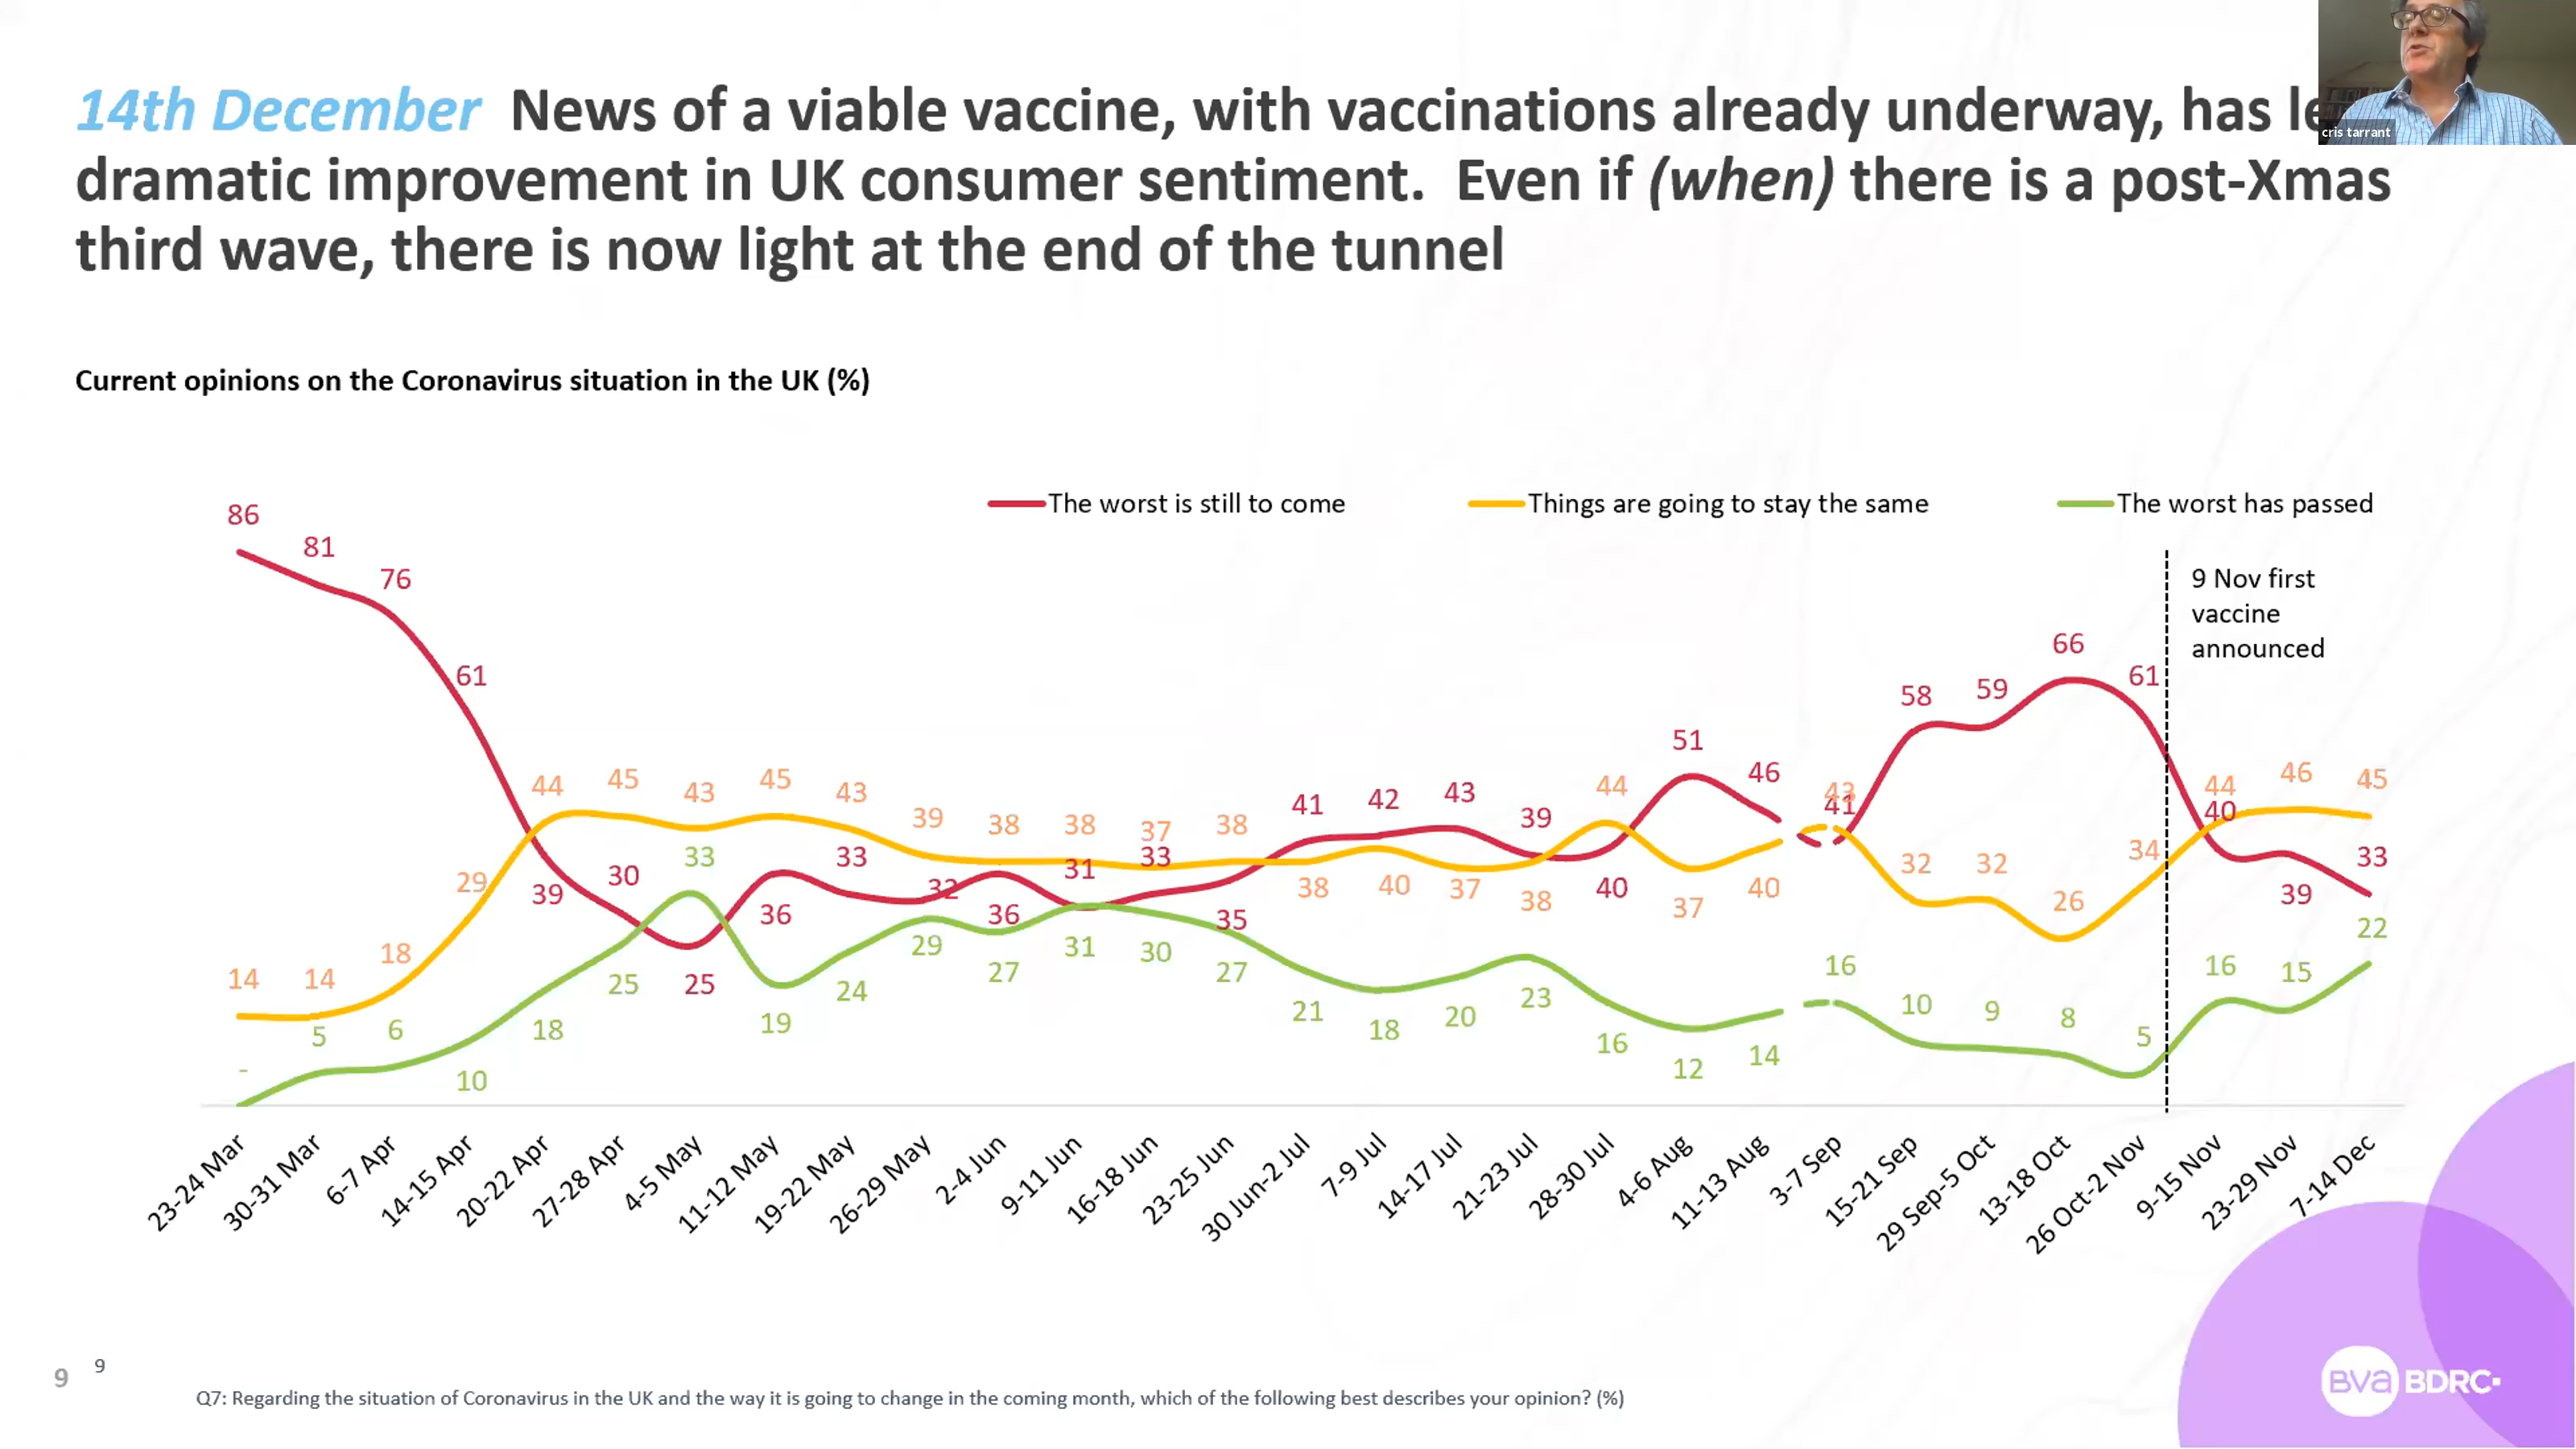 14th December News of a viable vaccine, with vaccinations already underway, has
cris tarrant
dramatic improvement in UK consumer sentiment. Even if (when) there is a post-Xmas
third wave, there is now light at the end of the tunnel
Current opinions on the Coronavirus situation in the UK (%)
The worst is still to come
Things are going to stay the same
The worst has passed
9 Nov first
vaccine
announced
86 81 76 61 39 30 25 36 33 32 36 31 33 35 41 42 43 39 40 51 46 41 58 59 66 61 40 39 33
14 14 18 29 44 45 43 45 43 39 38 38 37 38 38 40 37 38 44 37 40 43 32 32 26 34 44 46 45
- 5 6 10 18 25 33 19 24 29 27 31 30 27 21 18 20 23 16 12 14 16 10 9 8 5 16 15 22
23-24 Mar
30-31 Mar
6-7 Apr
14-15 Apr
20-22 Apr
27-28 Apr
4-5 May
11-12 May
19-22 May
26-29 May
2-4 Jun
9-11 Jun
16-18 Jun
23-25 Jun
30 Jun-2 Jul
7-9 Jul
14-17 Jul
21-23 Jul
28-30 Jul
4-6 Aug
11-13 Aug
3-7 Sep
15-21 Sep
29 Sep-5 Oct
13-18 Oct
26 Oct-2 Nov
9-15 Nov
23-29 Nov
7-14 Dec
9
9
Q7: Regarding the situation of Coronavirus in the UK and the way it is going to change in the coming month, which of the following best describes your opinion? (%)
BVA BDRC